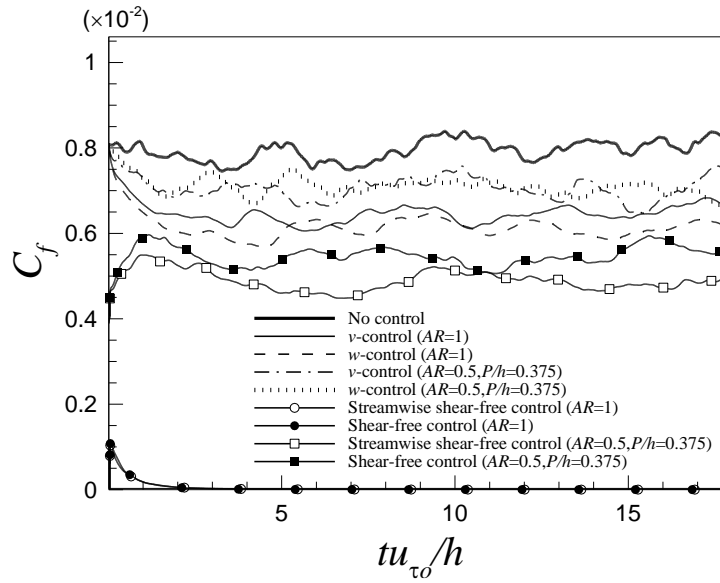 (×10⁻²)
1
0.8
0.6
0.4
0.2
0
C_f
5
10
15
tu_τo/h
No control
v-control (AR=1)
w-control (AR=1)
v-control (AR=0.5,P/h=0.375)
w-control (AR=0.5,P/h=0.375)
Streamwise shear-free control (AR=1)
Shear-free control (AR=1)
Streamwise shear-free control (AR=0.5,P/h=0.375)
Shear-free control (AR=0.5,P/h=0.375)